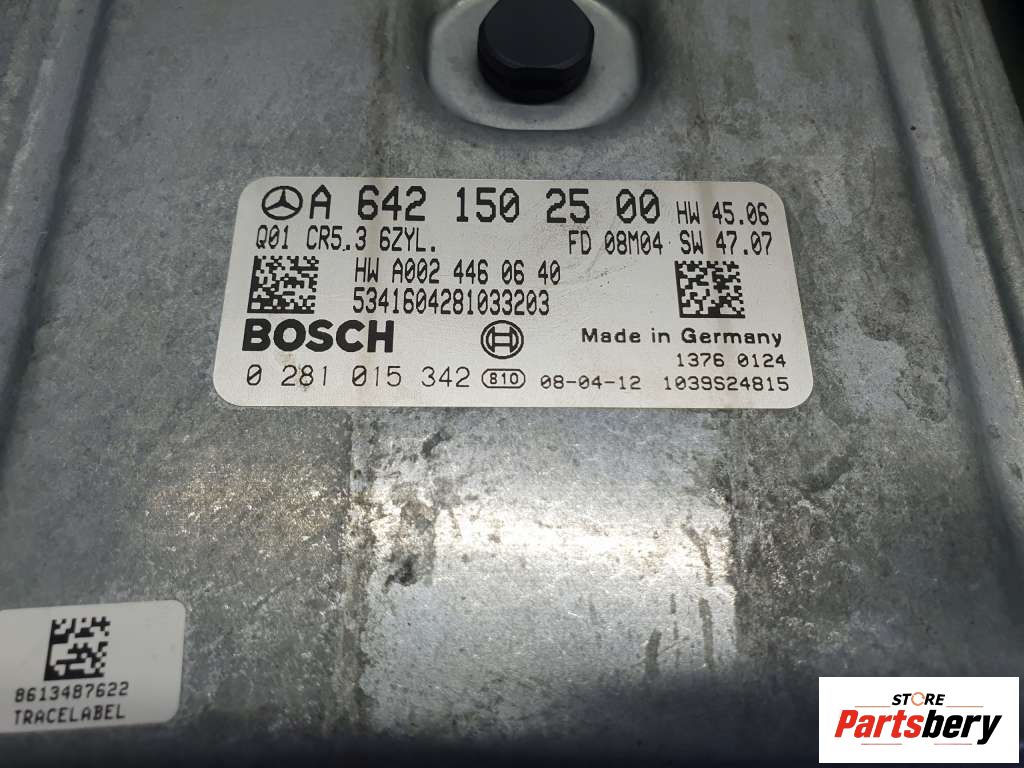 A 642 150 25 00 HW 45.06
Q01 CR5.3 6ZYL. FD 08M04 SW 47.07
HW A002 446 06 40
5341604281033203
BOSCH Made in Germany
1376 0124
0 281 015 342 810 08-04-12 1039S24815
8613487622
TRACELABEL
STORE
Partsbery